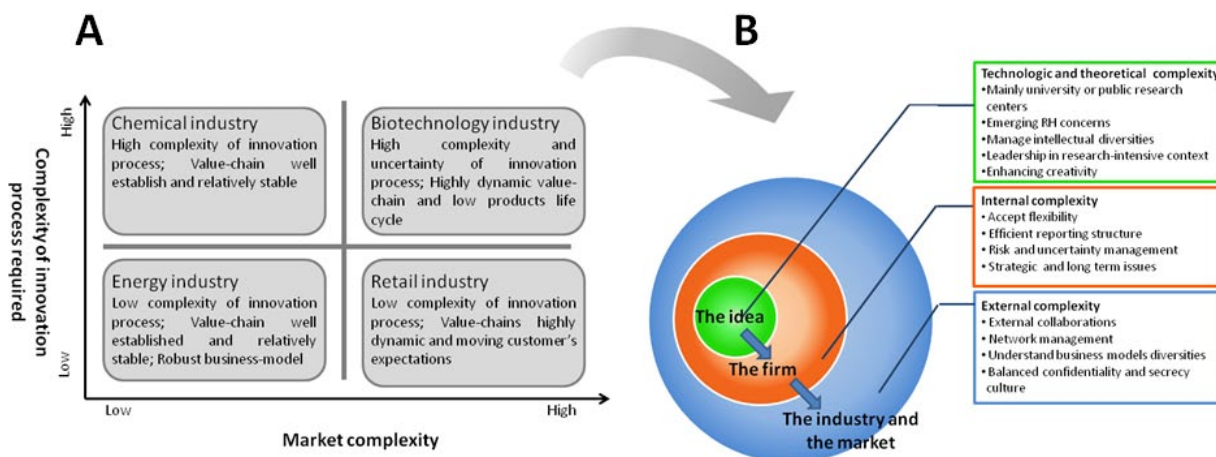 A
B
High
Low
Complexity of innovation
process required
Chemical industry
High complexity of innovation
process; Value-chain well
establish and relatively stable
Biotechnology industry
High complexity and
uncertainty of innovation
process; Highly dynamic value-
chain and low products life
cycle
Energy industry
Low complexity of innovation
process; Value-chain well
established and relatively
stable; Robust business-model
Retail industry
Low complexity of innovation
process; Value-chains highly
dynamic and moving customer's
expectations
Low
High
Market complexity
The idea
The firm
The industry and
the market
Technologic and theoretical complexity
•Mainly university or public research
centers
•Emerging RH concerns
•Manage intellectual diversities
•Leadership in research-intensive context
•Enhancing creativity
Internal complexity
• Accept flexibility
• Efficient reporting structure
• Risk and uncertainty management
• Strategic and long term issues
External complexity
• External collaborations
• Network management
• Understand business models diversities
• Balanced confidentiality and secrecy
culture